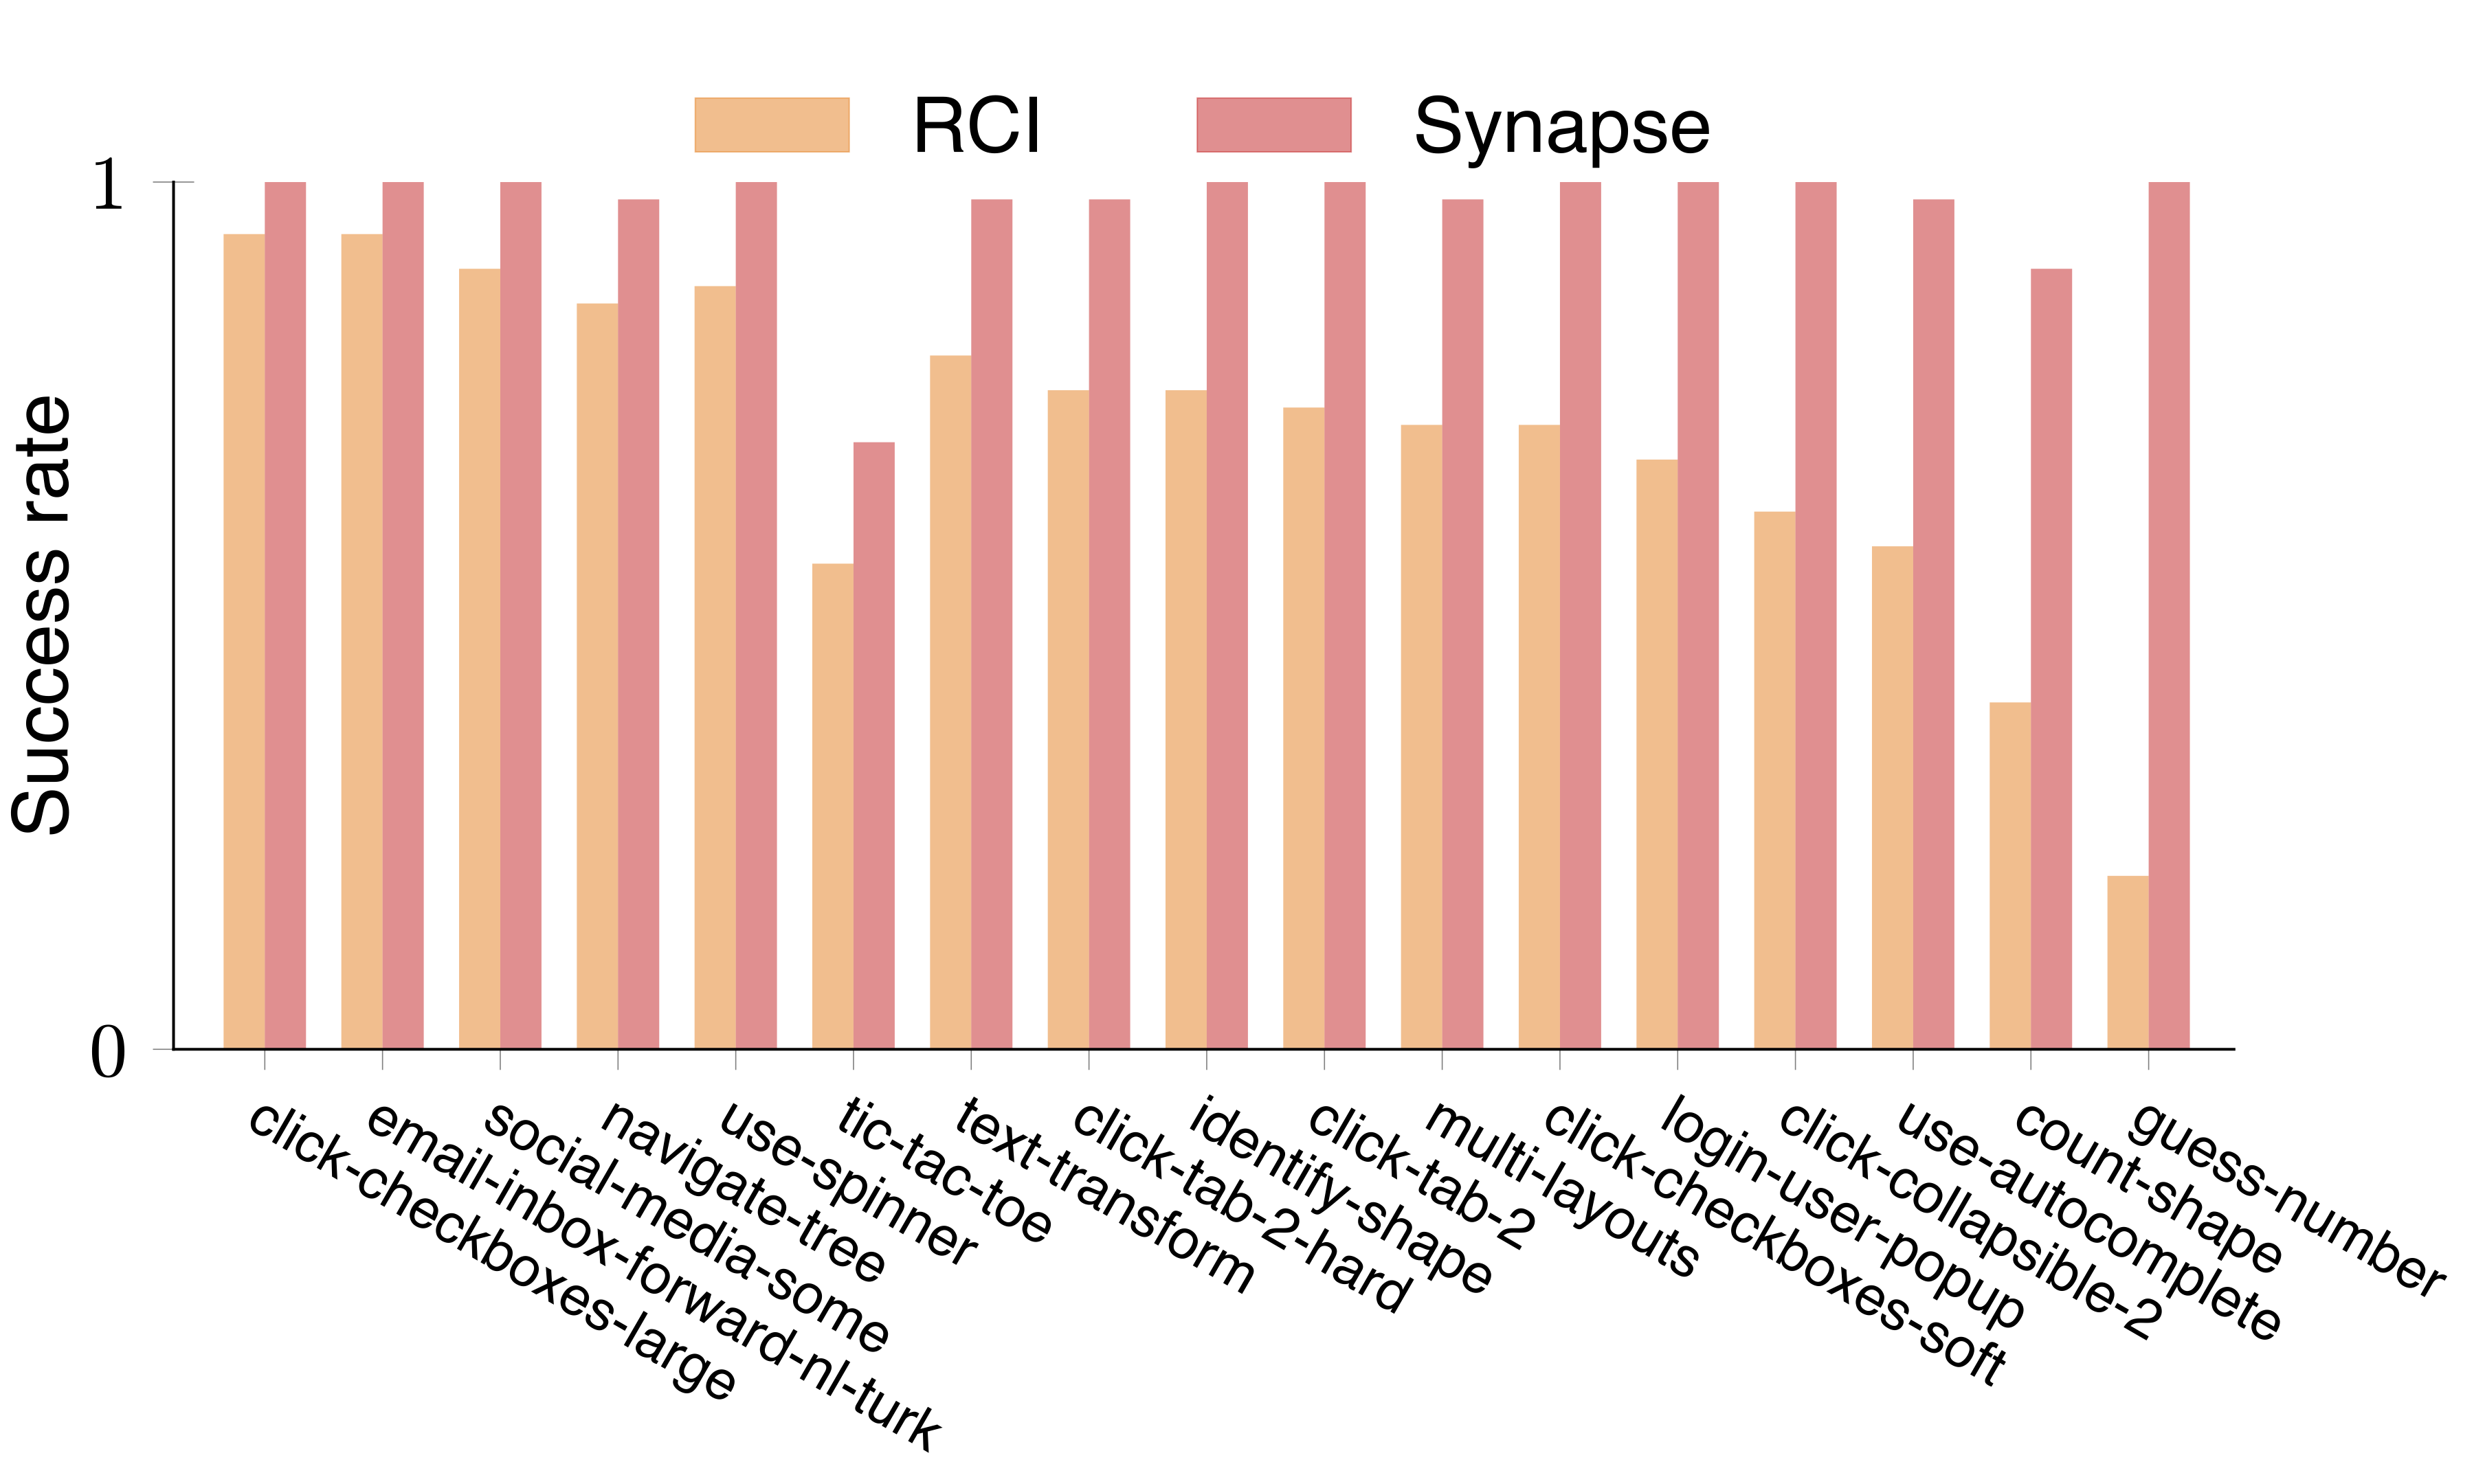 RCI
Synapse
1
0
Success rate
click-checkboxes-large
email-inbox-forward-nl-turk
social-media-some
navigate-tree
use-spinner
tic-tac-toe
text-transform
click-tab-2-hard
identify-shape
click-tab-2
multi-layouts
click-checkboxes-soft
login-user-popup
click-collapsible-2
use-autocomplete
count-shape
guess-number